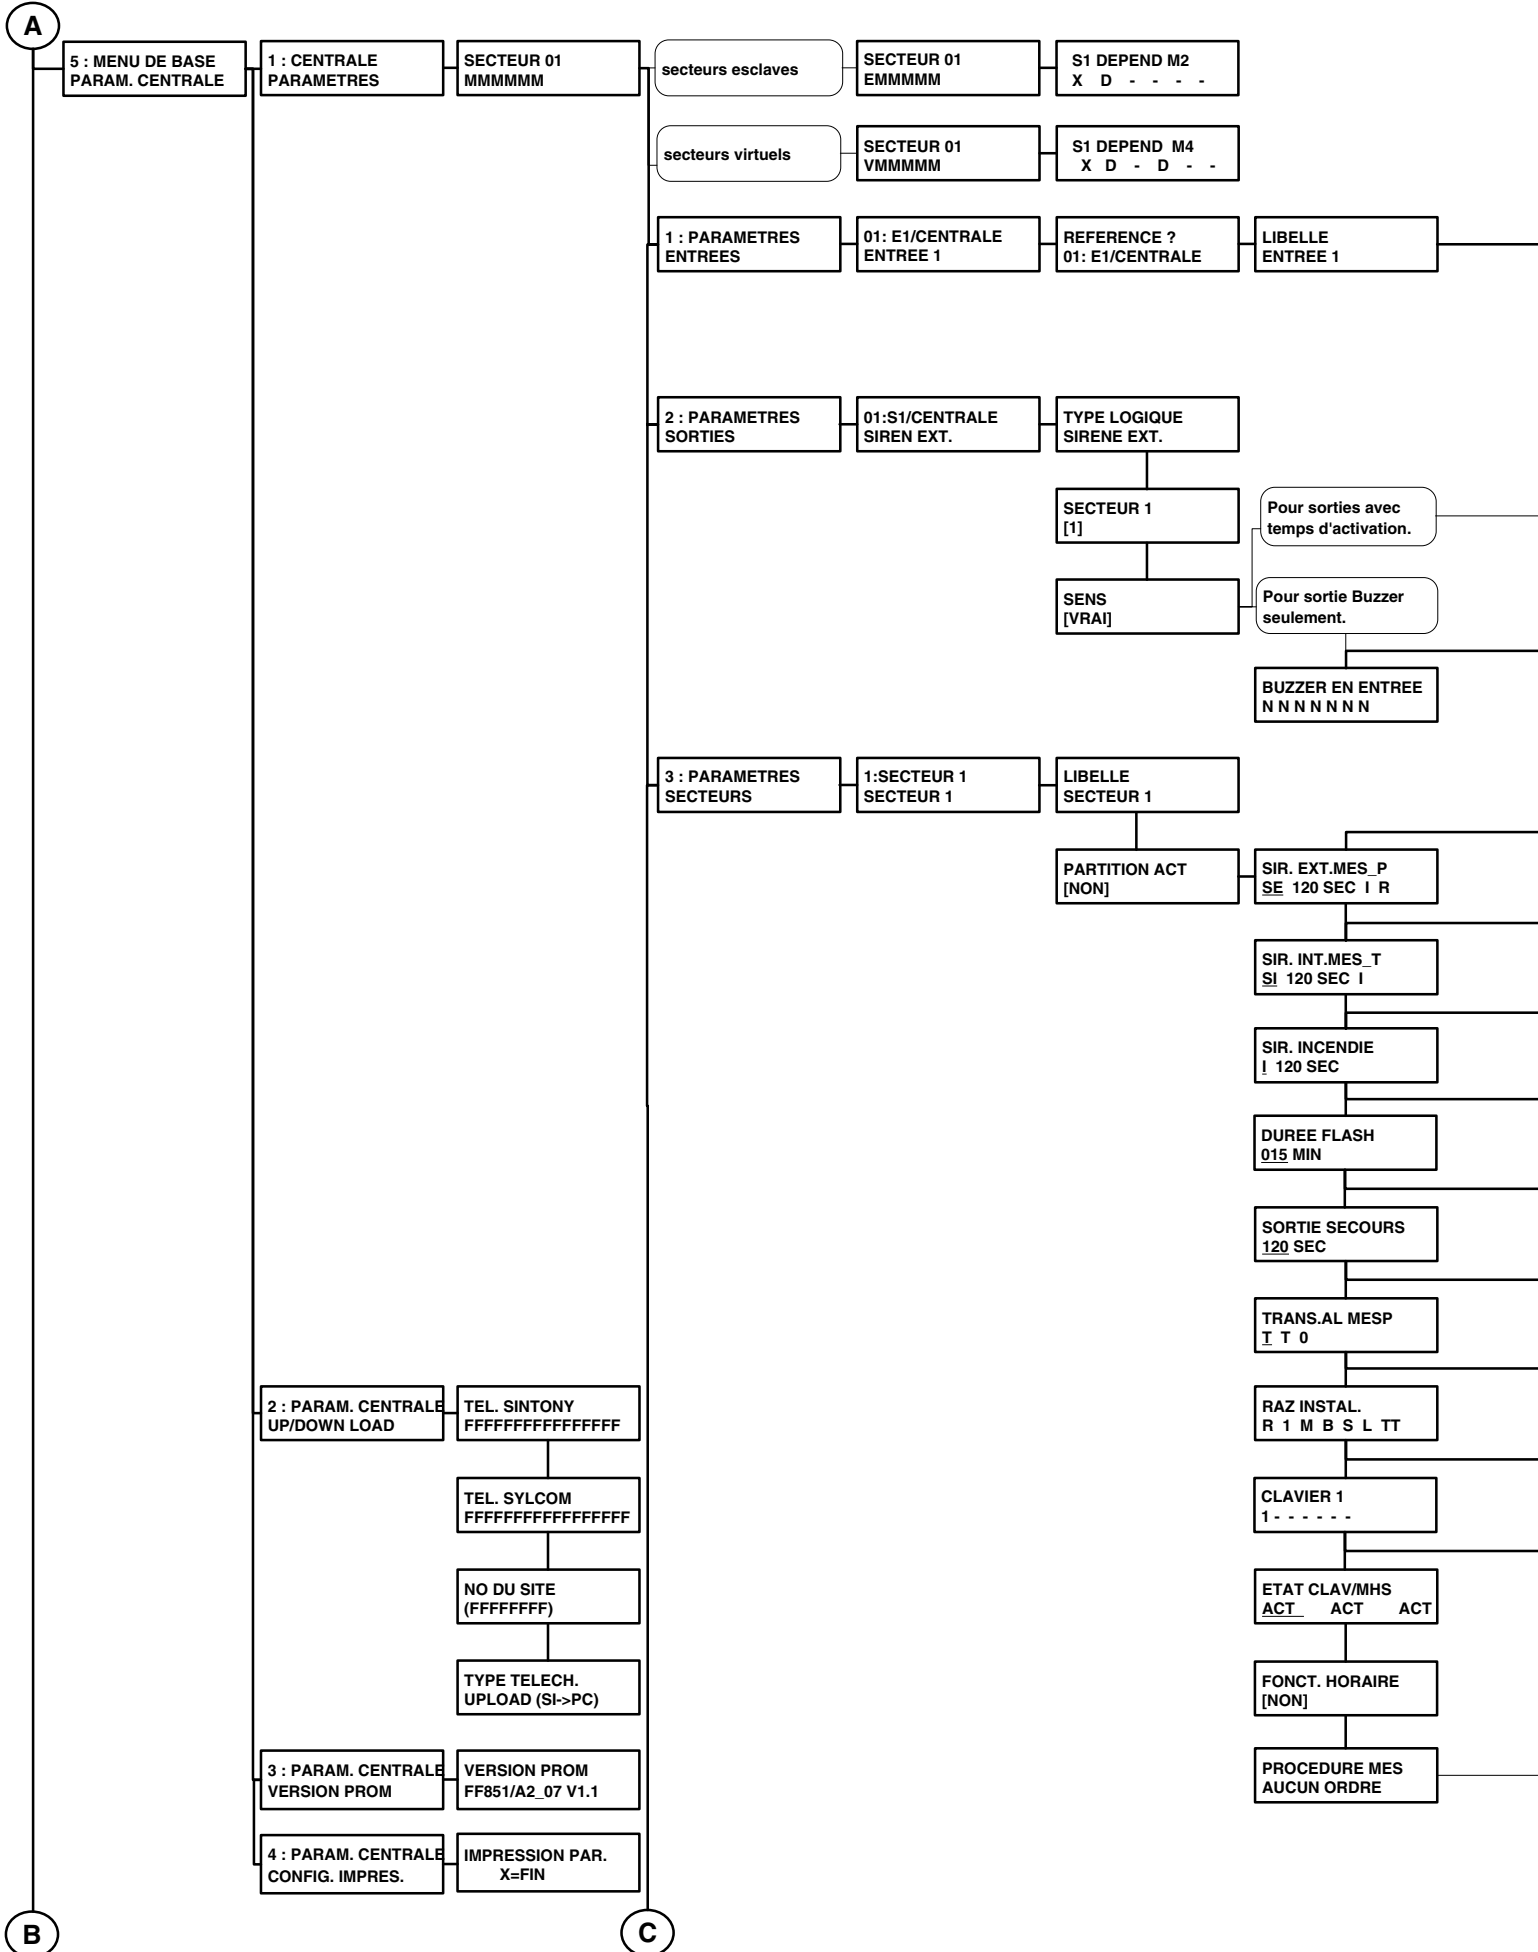 A
5 : MENU DE BASE
PARAM. CENTRALE
1 : CENTRALE
PARAMETRES
SECTEUR 01
MMMMMM
secteurs esclaves
SECTEUR 01
EMMMMM
S1 DEPEND M2
X D - - - -
secteurs virtuels
SECTEUR 01
VMMMMM
S1 DEPEND M4
X D - D - -
1 : PARAMETRES
ENTREES
01: E1/CENTRALE
ENTREE 1
REFERENCE ?
01: E1/CENTRALE
LIBELLE
ENTREE 1
2 : PARAMETRES
SORTIES
01:S1/CENTRALE
SIREN EXT.
TYPE LOGIQUE
SIRENE EXT.
SECTEUR 1
[1]
Pour sorties avec
temps d'activation.
SENS
[VRAI]
Pour sortie Buzzer
seulement.
BUZZER EN ENTREE
N N N N N N N
3 : PARAMETRES
SECTEURS
1:SECTEUR 1
SECTEUR 1
LIBELLE
SECTEUR 1
PARTITION ACT
[NON]
SIR. EXT.MES_P
SE 120 SEC I R
SIR. INT.MES_T
SI 120 SEC I
SIR. INCENDIE
I 120 SEC
DUREE FLASH
015 MIN
SORTIE SECOURS
120 SEC
TRANS.AL MESP
T T 0
RAZ INSTAL.
R 1 M B S L TT
CLAVIER 1
1 - - - - - -
ETAT CLAV/MHS
ACT ACT ACT
FONCT. HORAIRE
[NON]
PROCEDURE MES
AUCUN ORDRE
2 : PARAM. CENTRALE
UP/DOWN LOAD
TEL. SINTONY
FFFFFFFFFFFFFFFF
TEL. SYLCOM
FFFFFFFFFFFFFFFFF
NO DU SITE
(FFFFFFFF)
TYPE TELECH.
UPLOAD (SI->PC)
3 : PARAM. CENTRALE
VERSION PROM
VERSION PROM
FF851/A2_07 V1.1
4 : PARAM. CENTRALE
CONFIG. IMPRES.
IMPRESSION PAR.
X=FIN
B
C